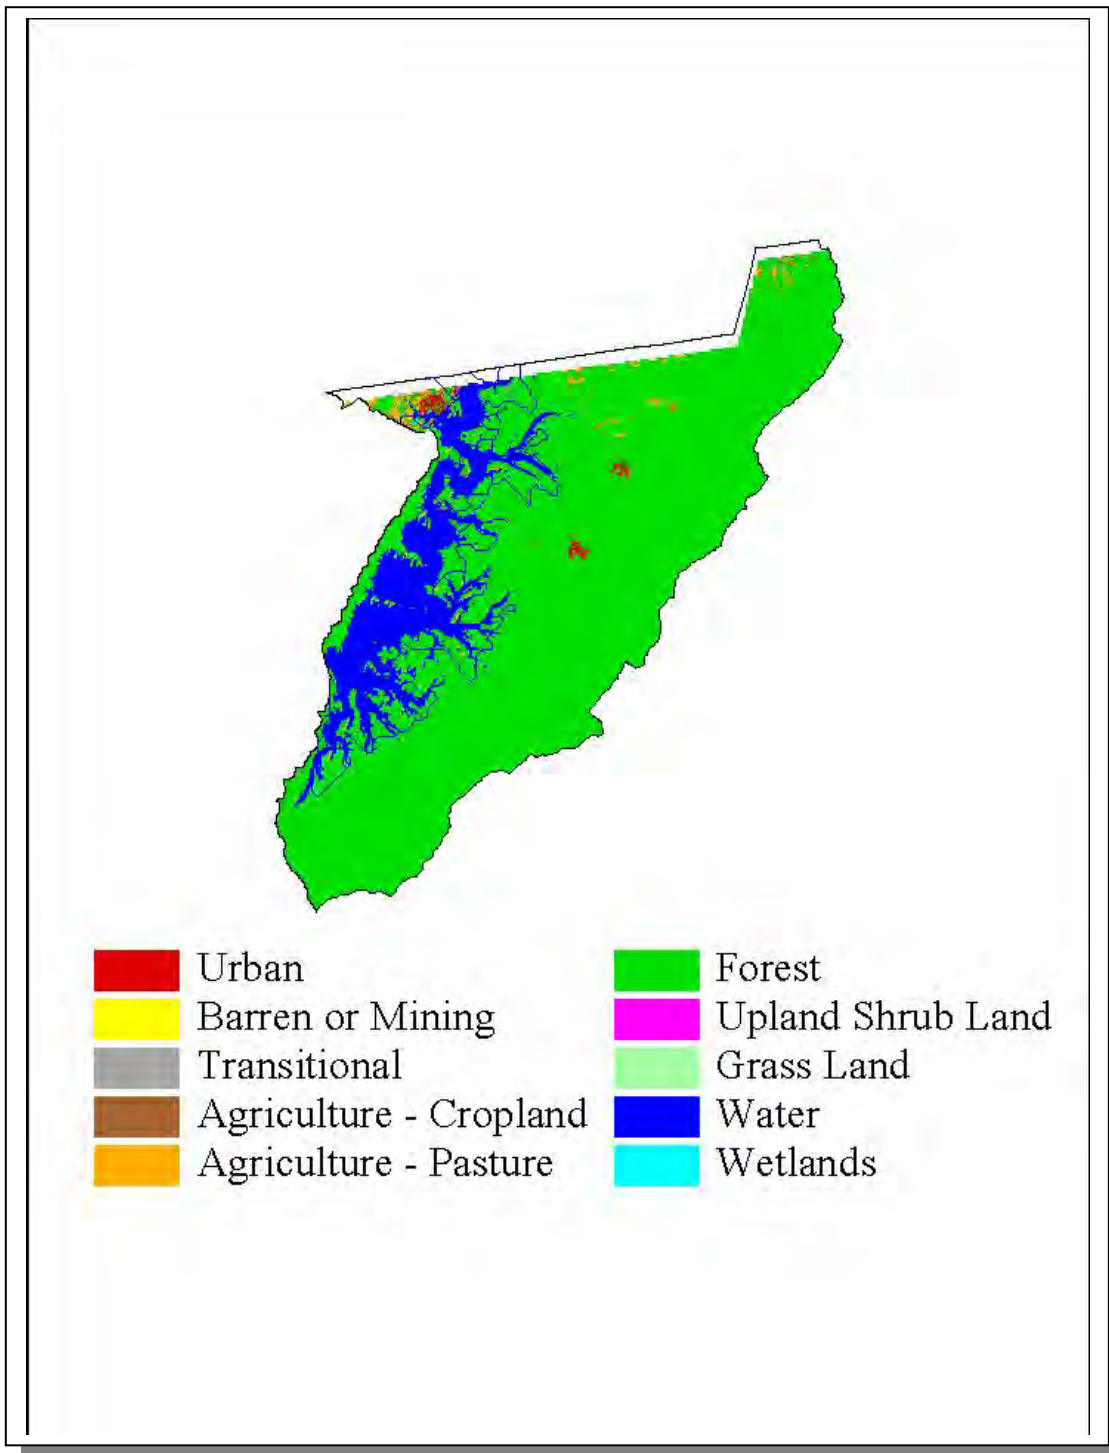 Urban
Barren or Mining
Transitional
Agriculture - Cropland
Agriculture - Pasture
Forest
Upland Shrub Land
Grass Land
Water
Wetlands